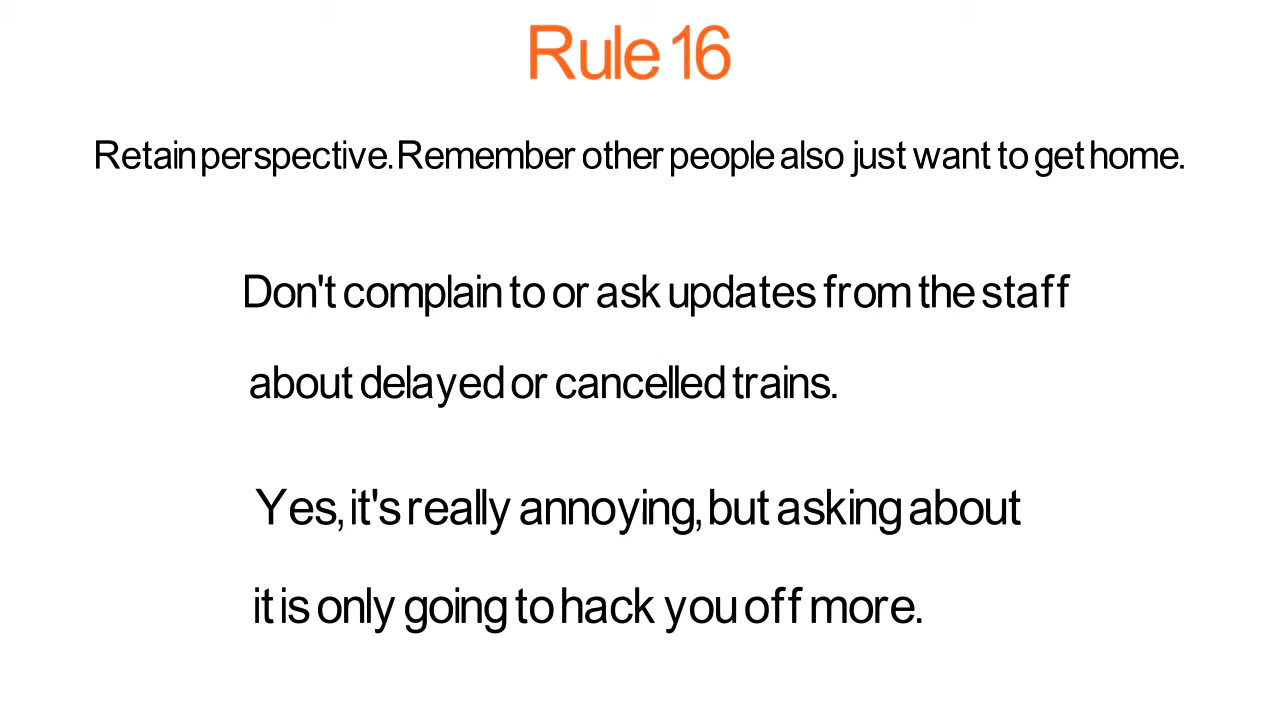 Rule 16
Retain perspective. Remember other people also just want to get home.
Don't complain to or ask updates from the staff
about delayed or cancelled trains.
Yes, it's really annoying, but asking about
it is only going to hack you off more.